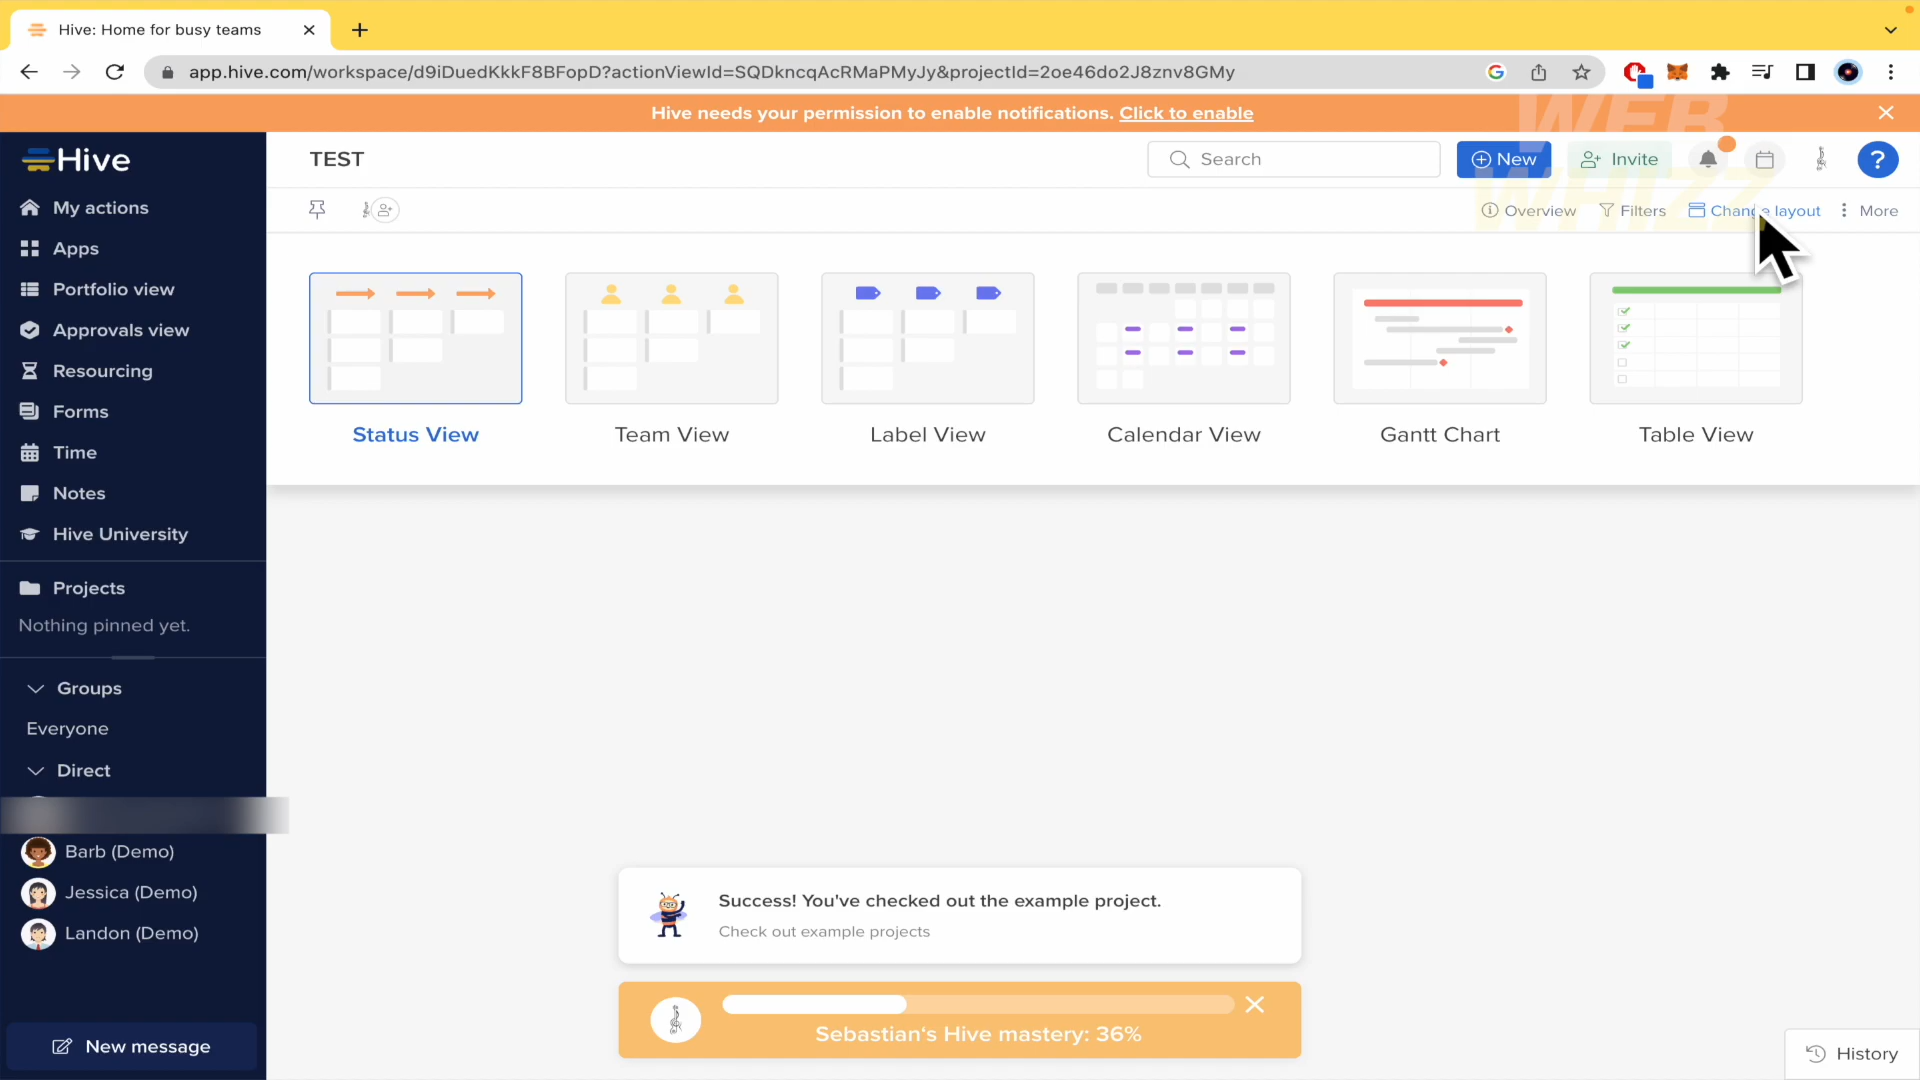 Hive: Home for busy teams
app.hive.com/workspace/d9iDuedKkkF8BFopD?actionViewId=SQDkncqAcRMaPMyJy&projectId=2oe46do2J8znv8GMy
Hive needs your permission to enable notifications. Click to enable
WEB
WHIZZ
Hive
TEST
Search
New
Invite
?
Overview
Filters
Change layout
More
My actions
Apps
Portfolio view
Approvals view
Resourcing
Forms
Time
Notes
Hive University
Projects
Nothing pinned yet.
Groups
Everyone
Direct
Barb (Demo)
Jessica (Demo)
Landon (Demo)
New message
Status View
Team View
Label View
Calendar View
Gantt Chart
Table View
Success! You've checked out the example project.
Check out example projects
Sebastian's Hive mastery: 36%
History